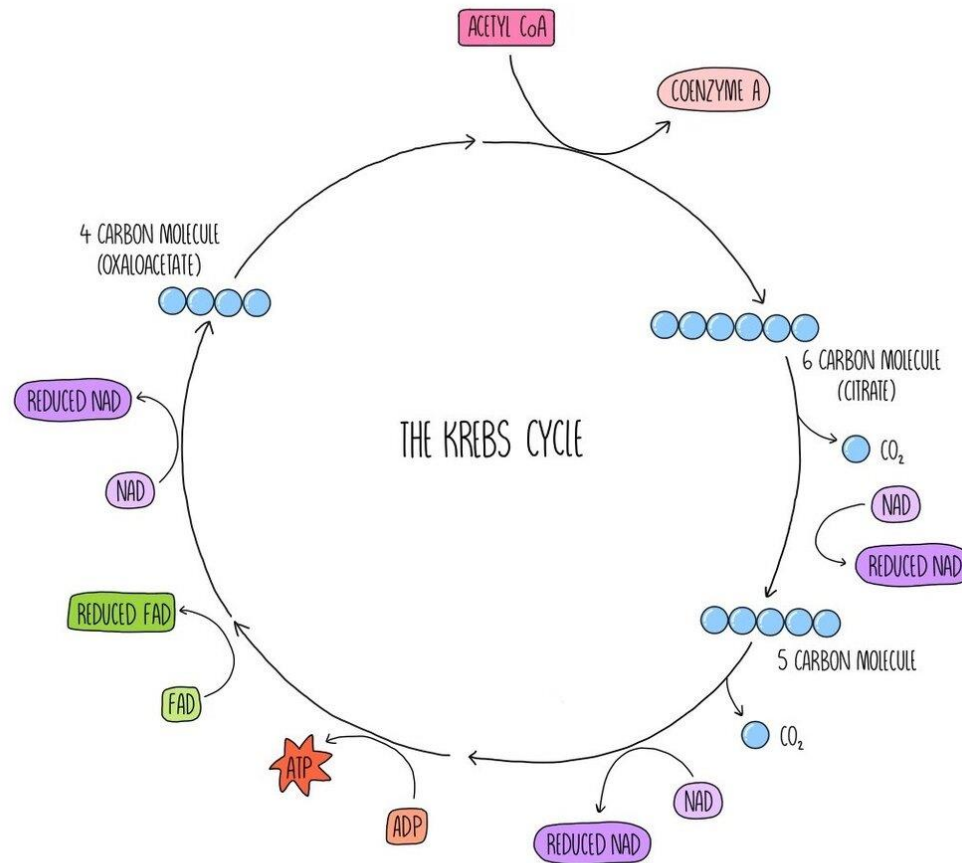 ACETYL CoA
COENZYME A
4 CARBON MOLECULE
(OXALOACETATE)
6 CARBON MOLECULE
(CITRATE)
REDUCED NAD
THE KREBS CYCLE
CO₂
NAD
NAD
REDUCED NAD
REDUCED FAD
5 CARBON MOLECULE
FAD
CO₂
ATP
NAD
ADP
REDUCED NAD